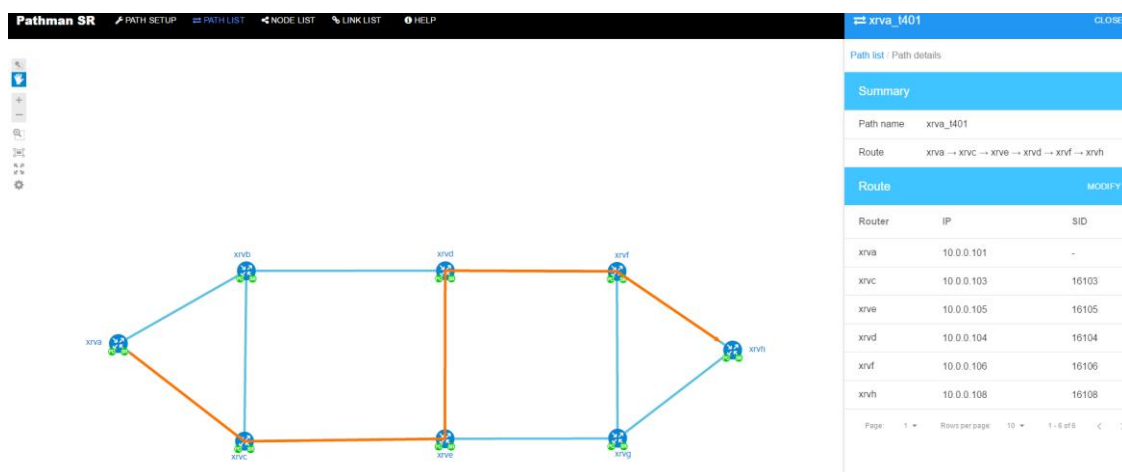 Pathman SR PATH SETUP PATH LIST NODE LIST LINK LIST HELP
xrva_t401 CLOSE
Path list / Path details
Summary
Path name xrva_t401
Route xrva → xrvc → xrve → xrvd → xrvf → xrvh
Route MODIFY
Router IP SID
xrva 10.0.0.101 -
xrvc 10.0.0.103 16103
xrve 10.0.0.105 16105
xrvd 10.0.0.104 16104
xrvf 10.0.0.106 16106
xrvh 10.0.0.108 16108
Page: 1 Rows per page: 10 1 - 6 of 6
xrvb
xrvd
xrvf
xrva
xrvh
xrvc
xrve
xrvg